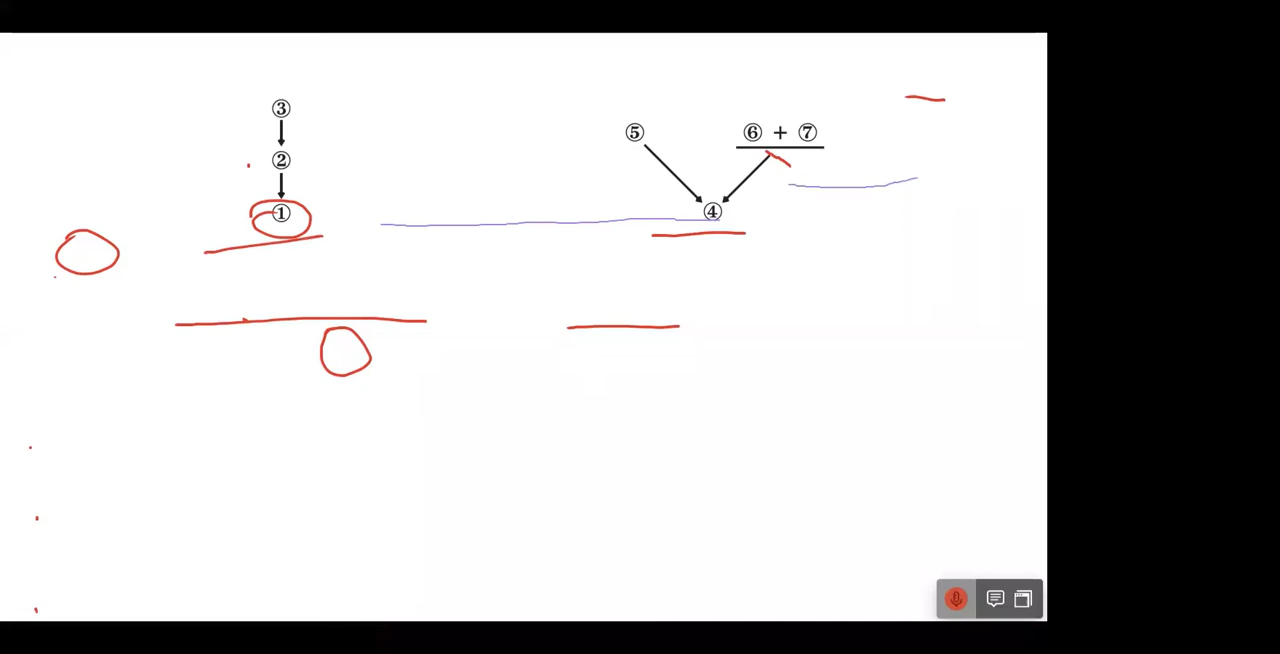 ③
⑤ ⑥ + ⑦
②
①
④